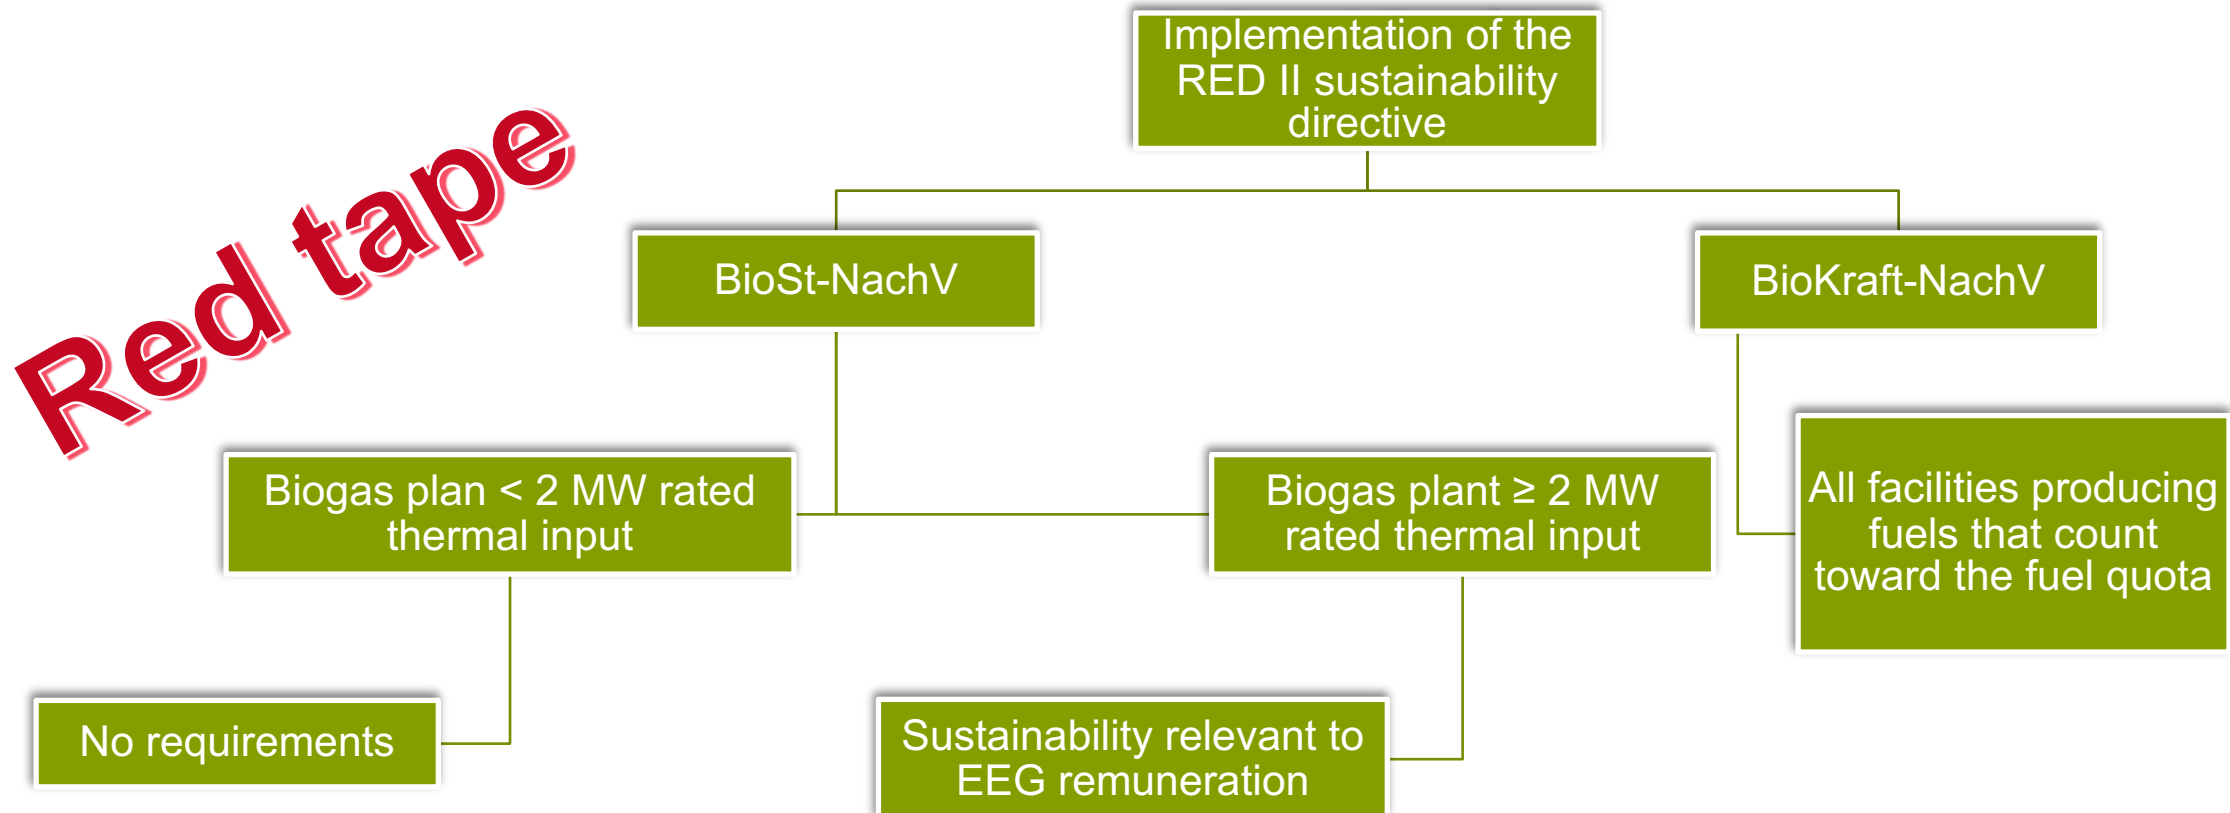 Implementation of the
RED II sustainability
directive
Red tape
BioSt-NachV
BioKraft-NachV
Biogas plan < 2 MW rated
thermal input
Biogas plant ≥ 2 MW
rated thermal input
All facilities producing
fuels that count
toward the fuel quota
No requirements
Sustainability relevant to
EEG remuneration